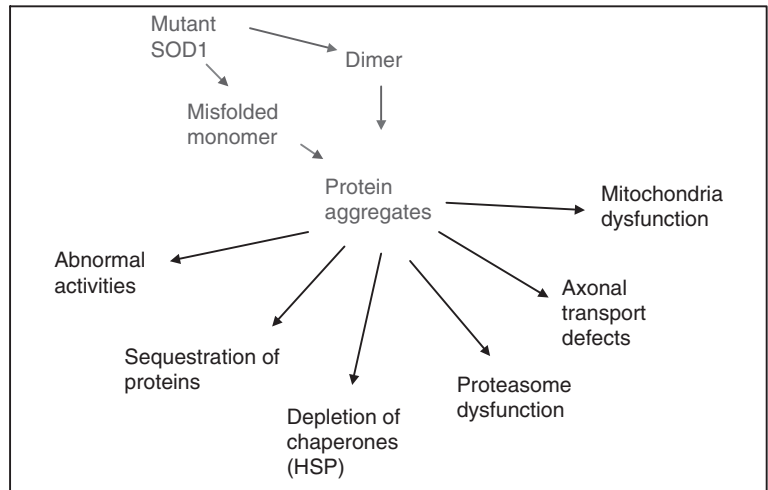 Mutant
SOD1
Dimer
Misfolded
monomer
Protein
aggregates
Mitochondria
dysfunction
Abnormal
activities
Axonal
transport
defects
Sequestration of
proteins
Proteasome
dysfunction
Depletion of
chaperones
(HSP)